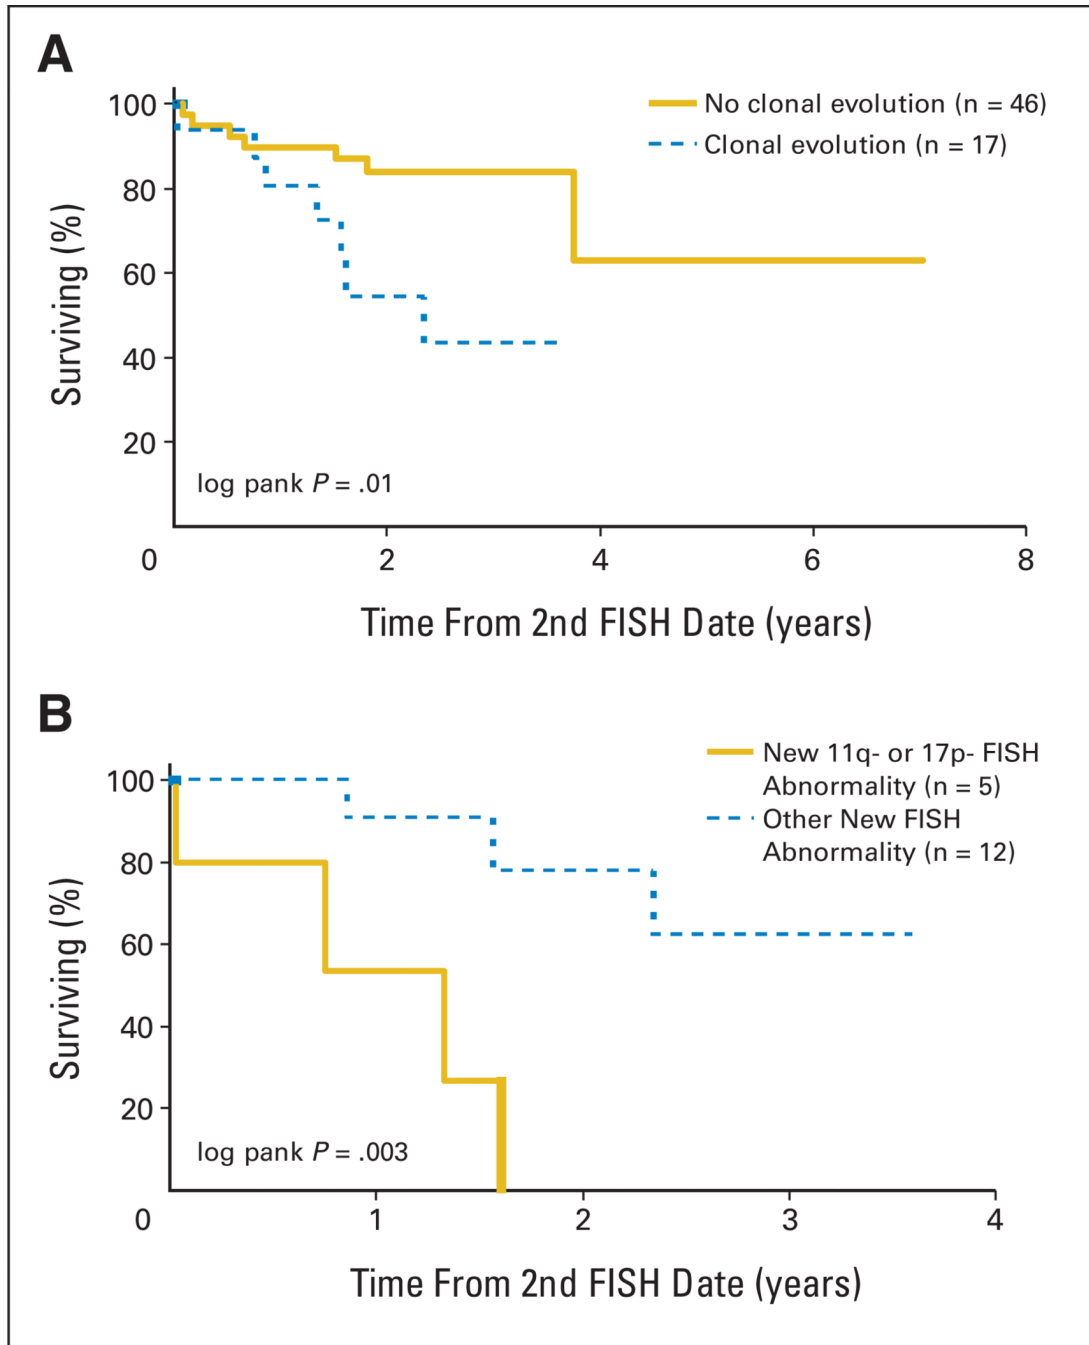 A
100
80
60
40
20
0
Surviving (%)
No clonal evolution (n = 46)
Clonal evolution (n = 17)
log pank P = .01
2
4
6
8
Time From 2nd FISH Date (years)
B
100
80
60
40
20
0
Surviving (%)
New 11q- or 17p- FISH
Abnormality (n = 5)
Other New FISH
Abnormality (n = 12)
log pank P = .003
1
2
3
4
Time From 2nd FISH Date (years)